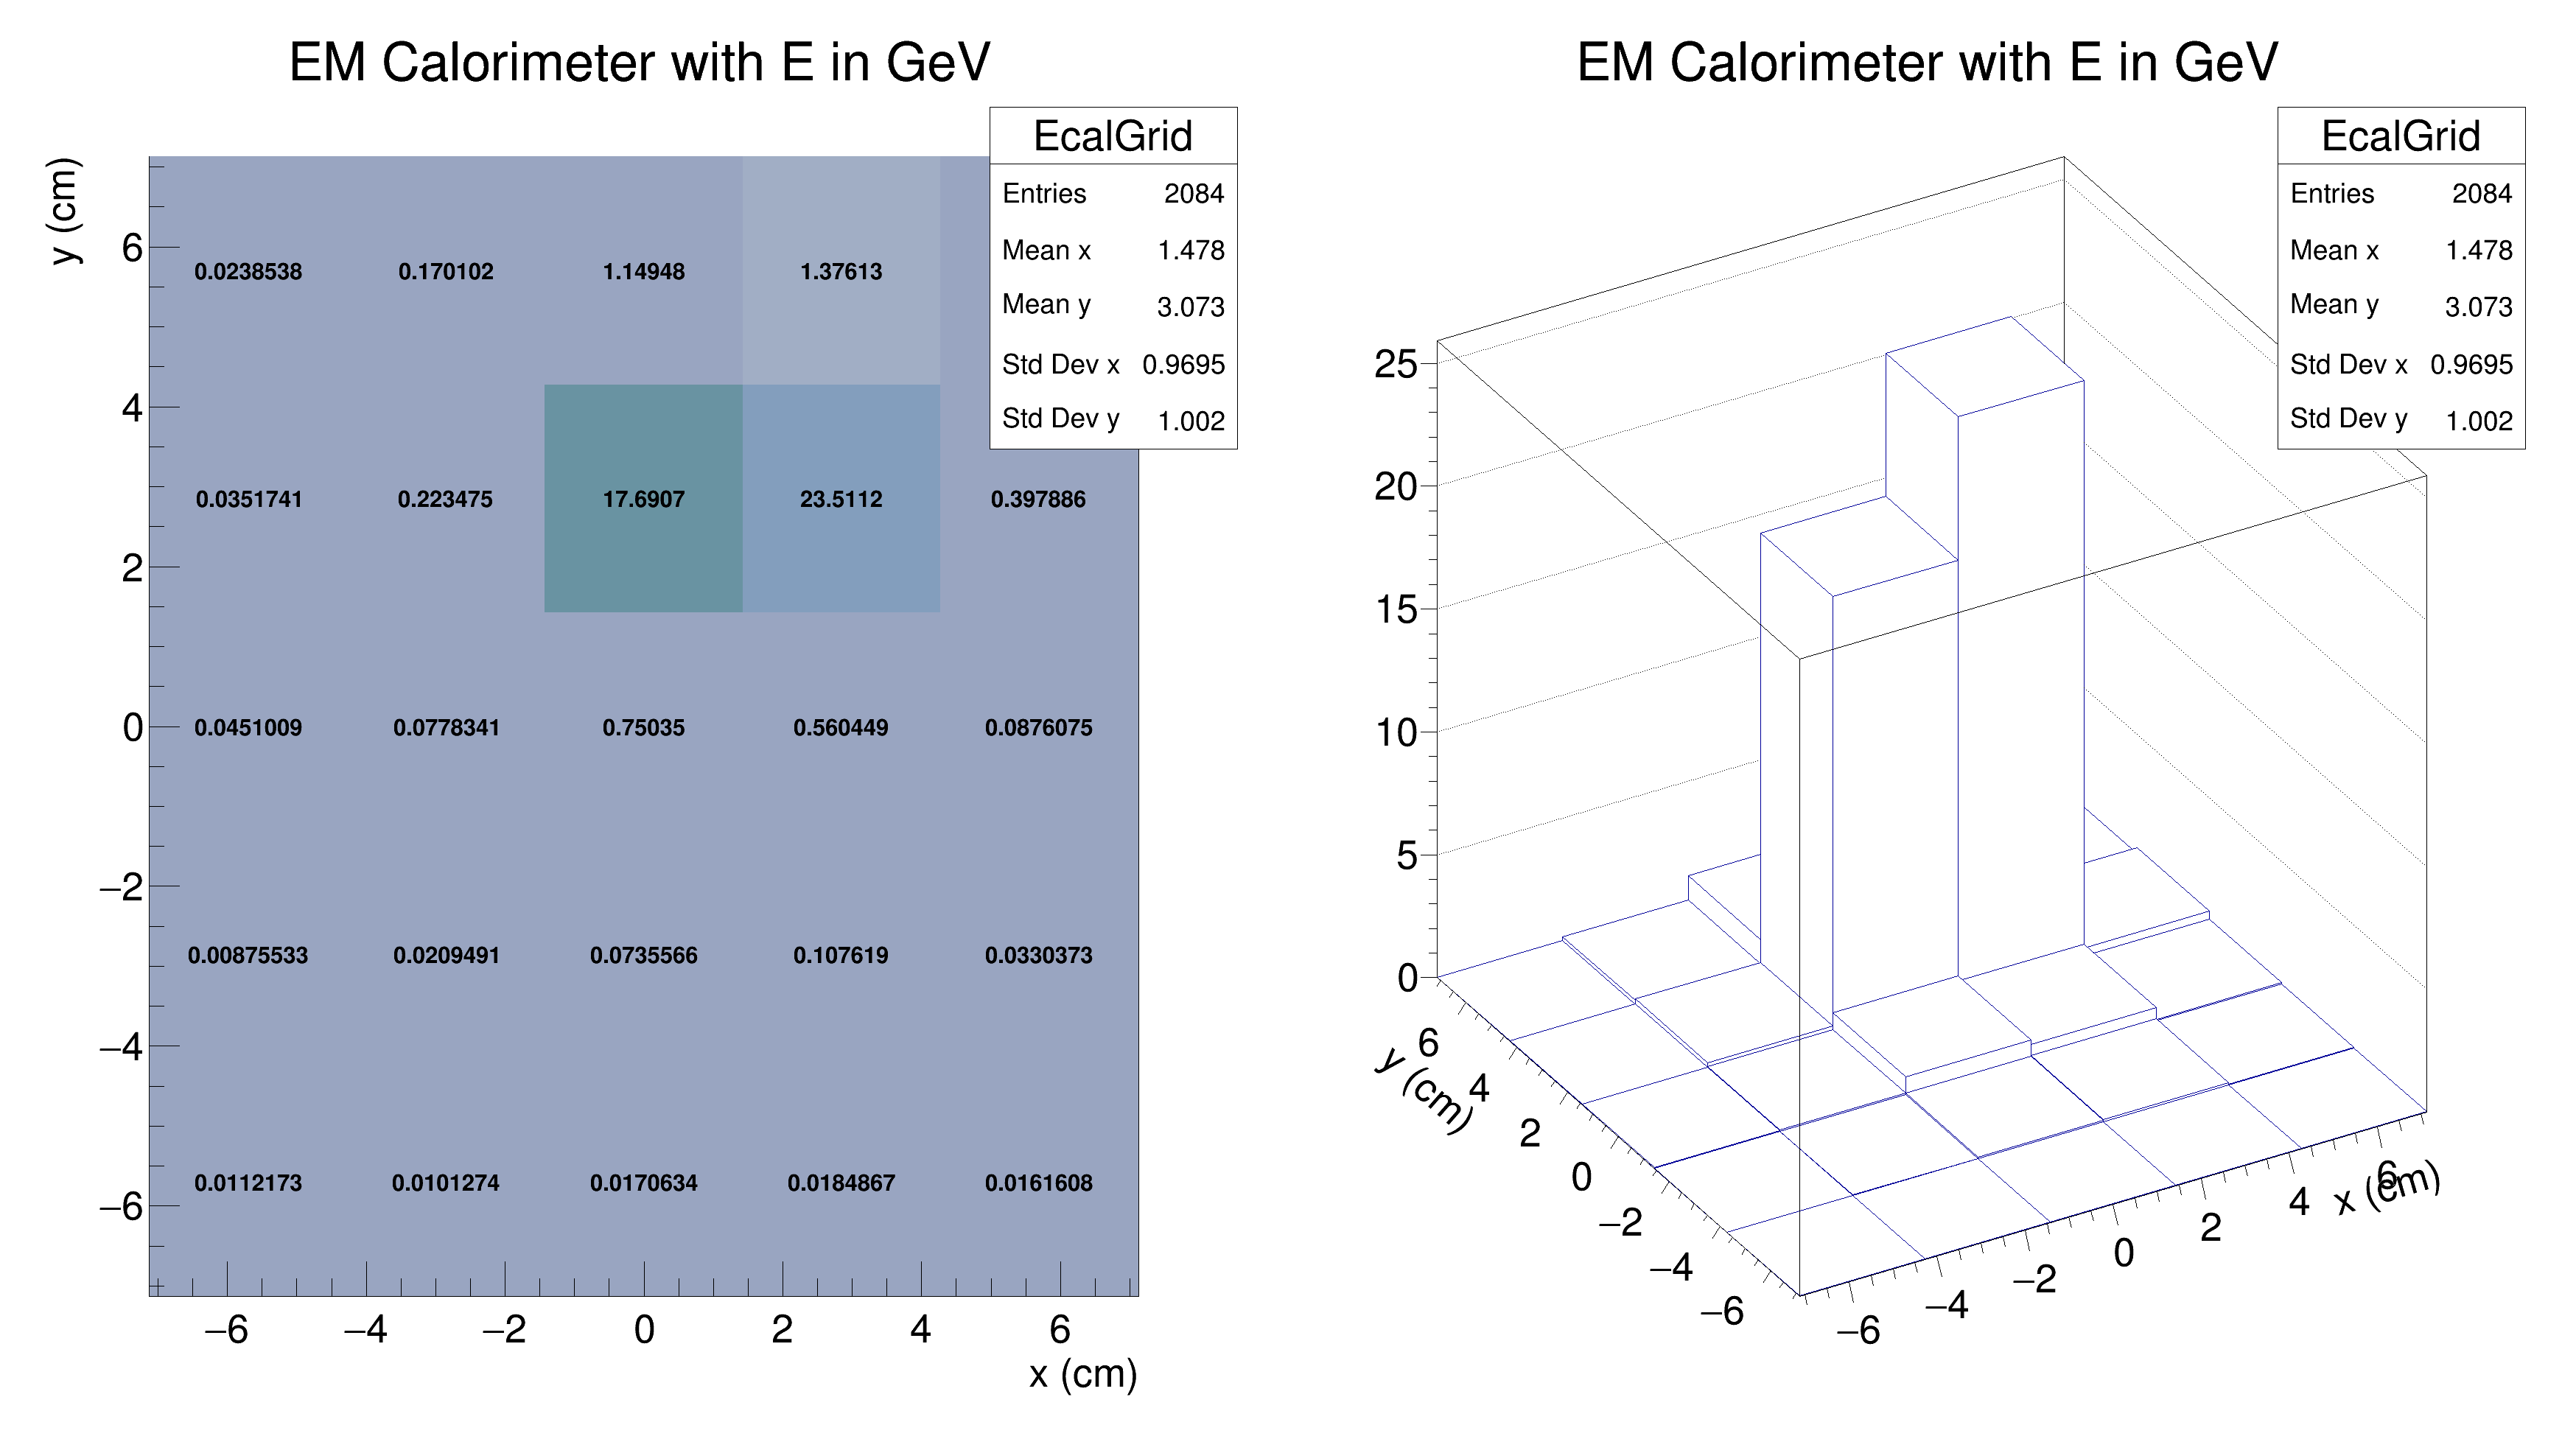 EM Calorimeter with E in GeV
EcalGrid
Entries 2084
Mean x 1.478
Mean y 3.073
Std Dev x 0.9695
Std Dev y 1.002
y (cm)
6
4
2
0
−2
−4
−6
0.0238538 0.170102 1.14948 1.37613
0.0351741 0.223475 17.6907 23.5112 0.397886
0.0451009 0.0778341 0.75035 0.560449 0.0876075
0.00875533 0.0209491 0.0735566 0.107619 0.0330373
0.0112173 0.0101274 0.0170634 0.0184867 0.0161608
−6 −4 −2 0 2 4 6
x (cm)
EM Calorimeter with E in GeV
EcalGrid
Entries 2084
Mean x 1.478
Mean y 3.073
Std Dev x 0.9695
Std Dev y 1.002
25
20
15
10
5
0
6
4
2
0
−2
−4
−6
y (cm)
−6
−4
−2
0
2
4
6
x (cm)